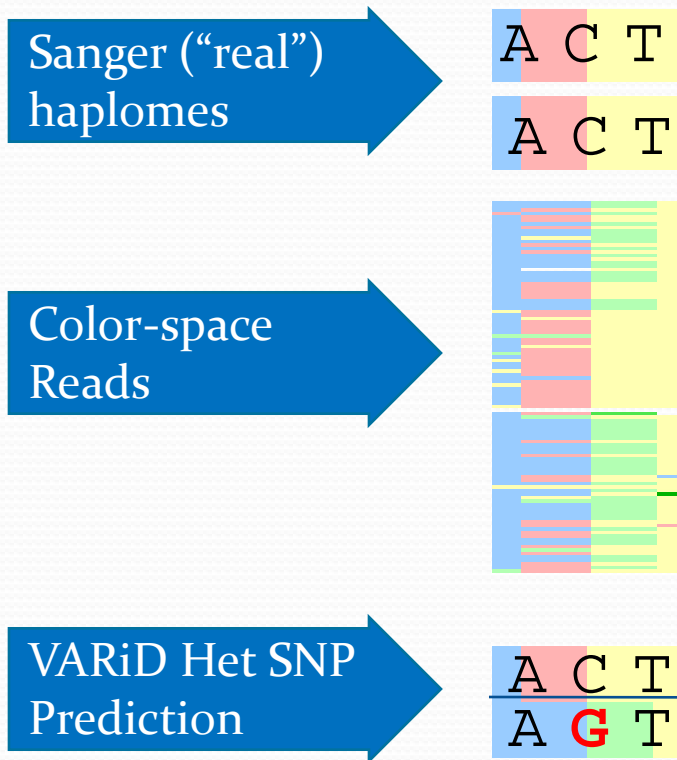 Sanger (“real”)
haplomes
A C T
A C T
Color-space
Reads
VARiD Het SNP
Prediction
A C T
A G T